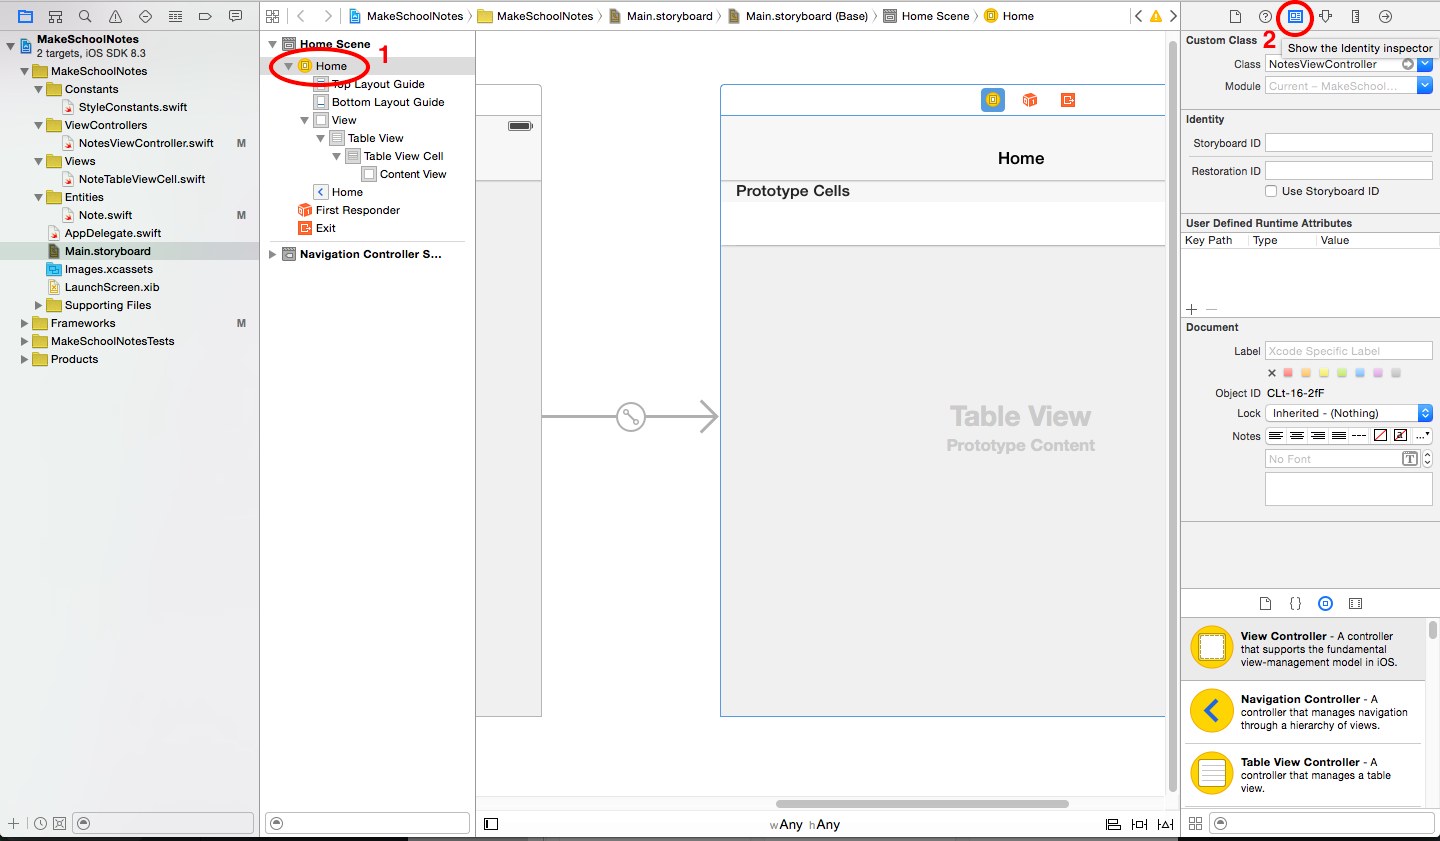 MakeSchoolNotes
2 targets, iOS SDK 8.3
MakeSchoolNotes
Constants
StyleConstants.swift
ViewControllers
NotesViewController.swift M
Views
NoteTableViewCell.swift
Entities
Note.swift M
AppDelegate.swift
Main.storyboard
Images.xcassets
LaunchScreen.xib
Supporting Files
Frameworks M
MakeSchoolNotesTests
Products
MakeSchoolNotes
MakeSchoolNotes
Main.storyboard
Main.storyboard (Base)
Home Scene
Home
Home Scene
1
Home
Top Layout Guide
Bottom Layout Guide
View
Table View
Table View Cell
Content View
Home
First Responder
Exit
Navigation Controller S...
Home
Prototype Cells
Table View
Prototype Content
wAny hAny
Custom Class
2
Show the Identity inspector
Class NotesViewController
Module Current – MakeSchool...
Identity
Storyboard ID
Restoration ID
Use Storyboard ID
User Defined Runtime Attributes
Key Path Type Value
Document
Label Xcode Specific Label
Object ID CLt-16-2fF
Lock Inherited - (Nothing)
Notes
No Font
View Controller - A controller
that supports the fundamental
view-management model in iOS.
Navigation Controller - A
controller that manages navigation
through a hierarchy of views.
Table View Controller - A
controller that manages a table
view.